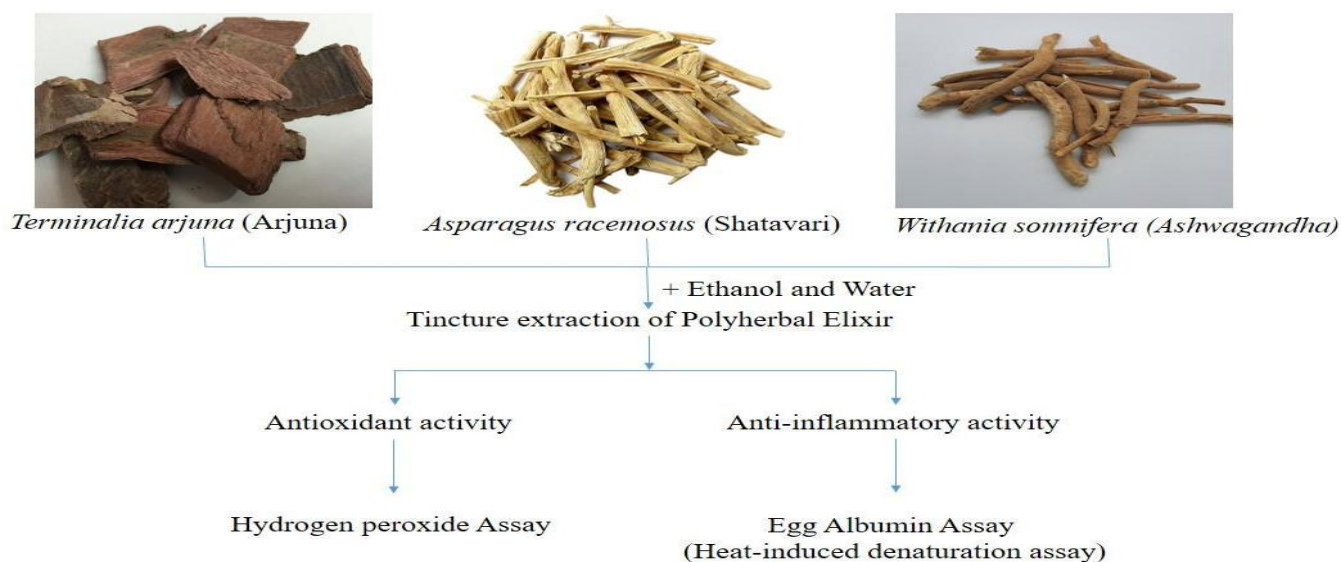 Terminalia arjuna (Arjuna)
Asparagus racemosus (Shatavari)
Withania somnifera (Ashwagandha)
+ Ethanol and Water
Tincture extraction of Polyherbal Elixir
Antioxidant activity
Anti-inflammatory activity
Hydrogen peroxide Assay
Egg Albumin Assay
(Heat-induced denaturation assay)